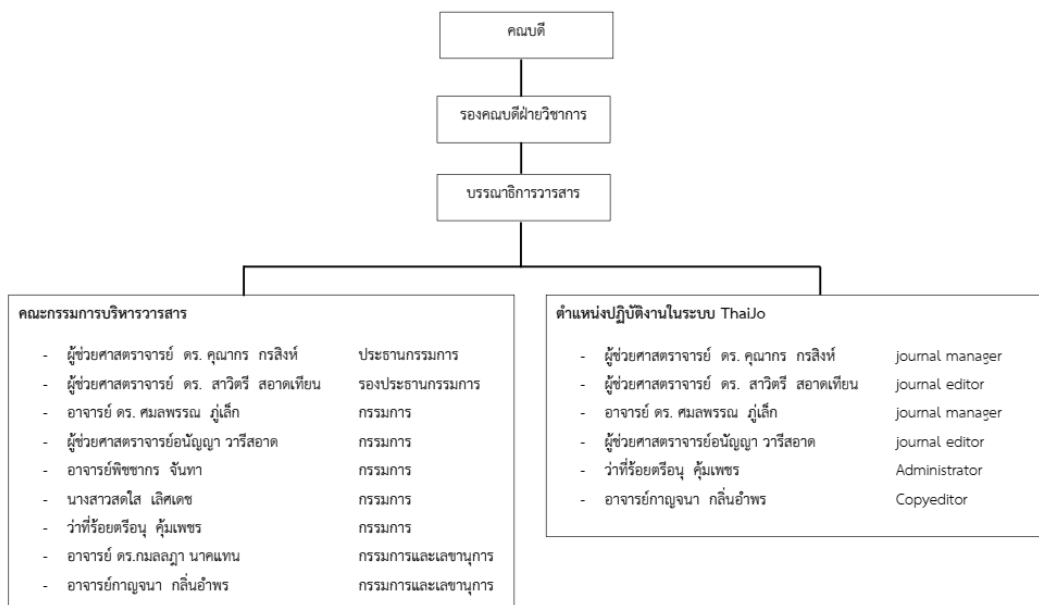 คณบดี
รองคณบดีฝ่ายวิชาการ
บรรณาธิการวารสาร
คณะกรรมการบริหารวารสาร
- ผู้ช่วยศาสตราจารย์ ดร. คุณากร กรสิงห์ ประธานกรรมการ
- ผู้ช่วยศาสตราจารย์ ดร. สาวิตรี สอาดเทียน รองประธานกรรมการ
- อาจารย์ ดร. ศมลพรรณ ภู่เล็ก กรรมการ
- ผู้ช่วยศาสตราจารย์อนัญญา วารีสอาด กรรมการ
- อาจารย์พิชชากร จันทา กรรมการ
- นางสาวสดใส เลิศเดช กรรมการ
- ว่าที่ร้อยตรีอนุ คุ้มเพชร กรรมการ
- อาจารย์ ดร.กมลลฎา นาคแทน กรรมการและเลขานุการ
- อาจารย์กาญจนา กลิ่นอำพร กรรมการและเลขานุการ
ตำแหน่งปฏิบัติงานในระบบ ThaiJo
- ผู้ช่วยศาสตราจารย์ ดร. คุณากร กรสิงห์ journal manager
- ผู้ช่วยศาสตราจารย์ ดร. สาวิตรี สอาดเทียน journal editor
- อาจารย์ ดร. ศมลพรรณ ภู่เล็ก journal manager
- ผู้ช่วยศาสตราจารย์อนัญญา วารีสอาด journal editor
- ว่าที่ร้อยตรีอนุ คุ้มเพชร Administrator
- อาจารย์กาญจนา กลิ่นอำพร Copyeditor